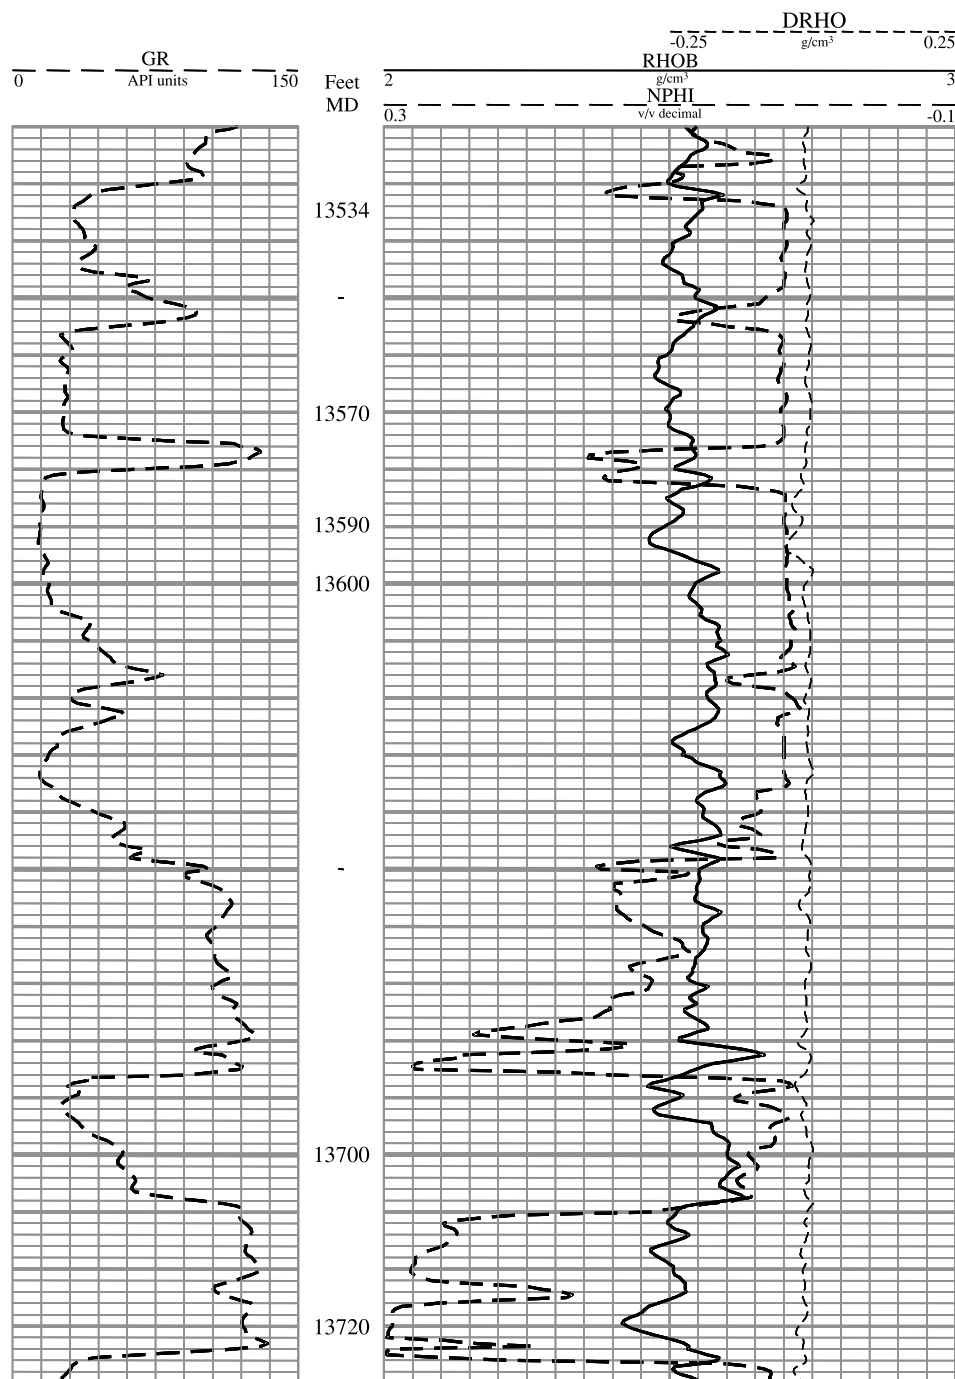 DRHO
-0.25 g/cm³ 0.25
GR RHOB
0 API units 150 Feet 2 g/cm³ 3
MD NPHI
0.3 v/v decimal -0.1
13534
-
13570
13590
13600
-
13700
13720